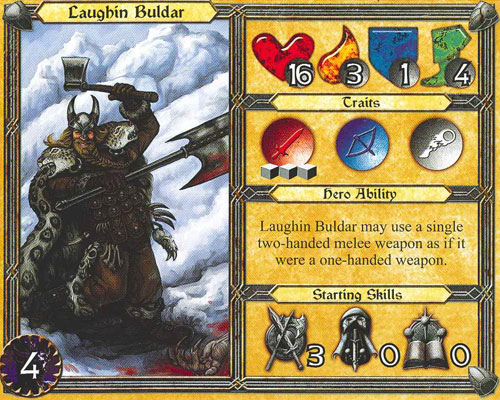 Laughin Buldar
16 3 1 4
Traits
Hero Ability
Laughin Buldar may use a single
two-handed melee weapon as if it
were a one-handed weapon.
Starting Skills
3 0 0
4